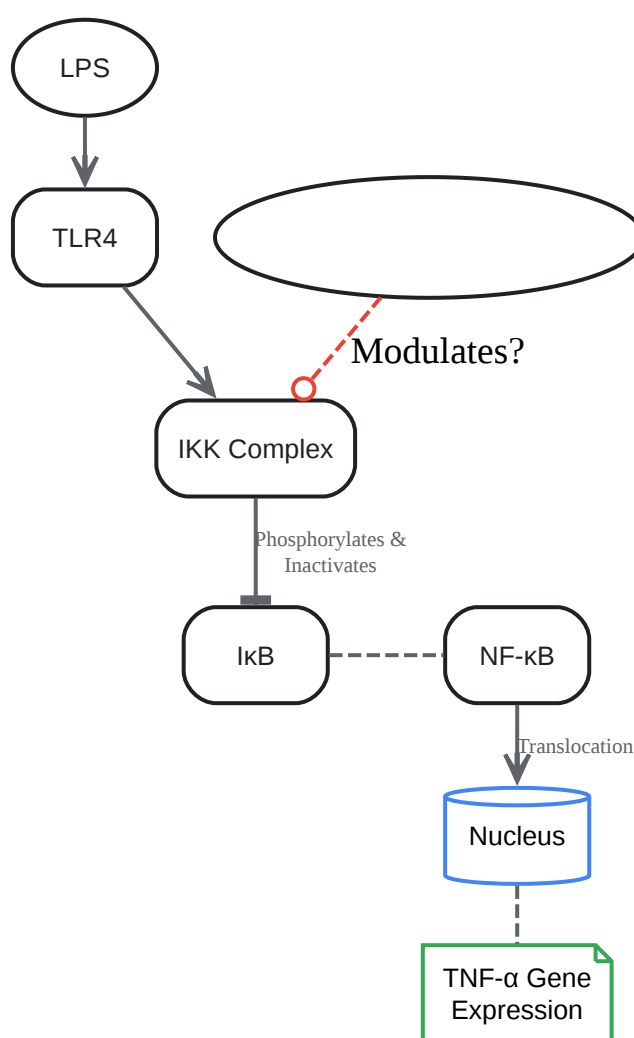 LPS
TLR4
Modulates?
IKK Complex
Phosphorylates &
Inactivates
IκB
NF-κB
Translocation
Nucleus
TNF-α Gene
Expression